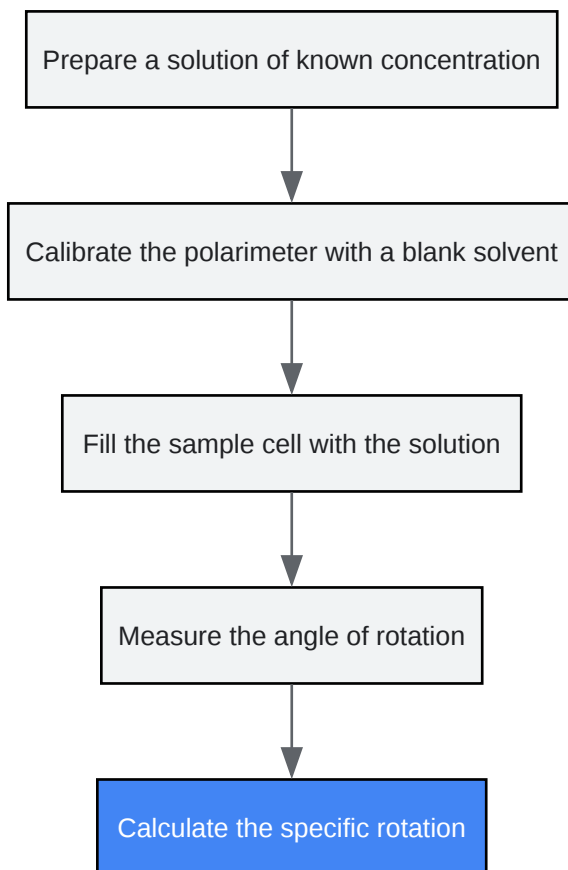 Prepare a solution of known concentration
Calibrate the polarimeter with a blank solvent
Fill the sample cell with the solution
Measure the angle of rotation
Calculate the specific rotation